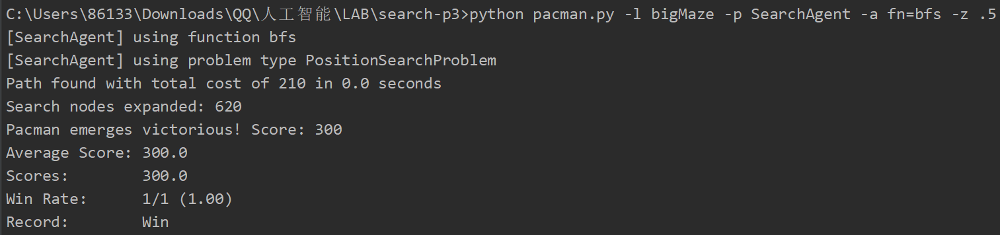 C:\Users\86133\Downloads\QQ\人工智能\LAB\search-p3>python pacman.py -l bigMaze -p SearchAgent -a fn=bfs -z .5
[SearchAgent] using function bfs
[SearchAgent] using problem type PositionSearchProblem
Path found with total cost of 210 in 0.0 seconds
Search nodes expanded: 620
Pacman emerges victorious! Score: 300
Average Score: 300.0
Scores:        300.0
Win Rate:      1/1 (1.00)
Record:        Win